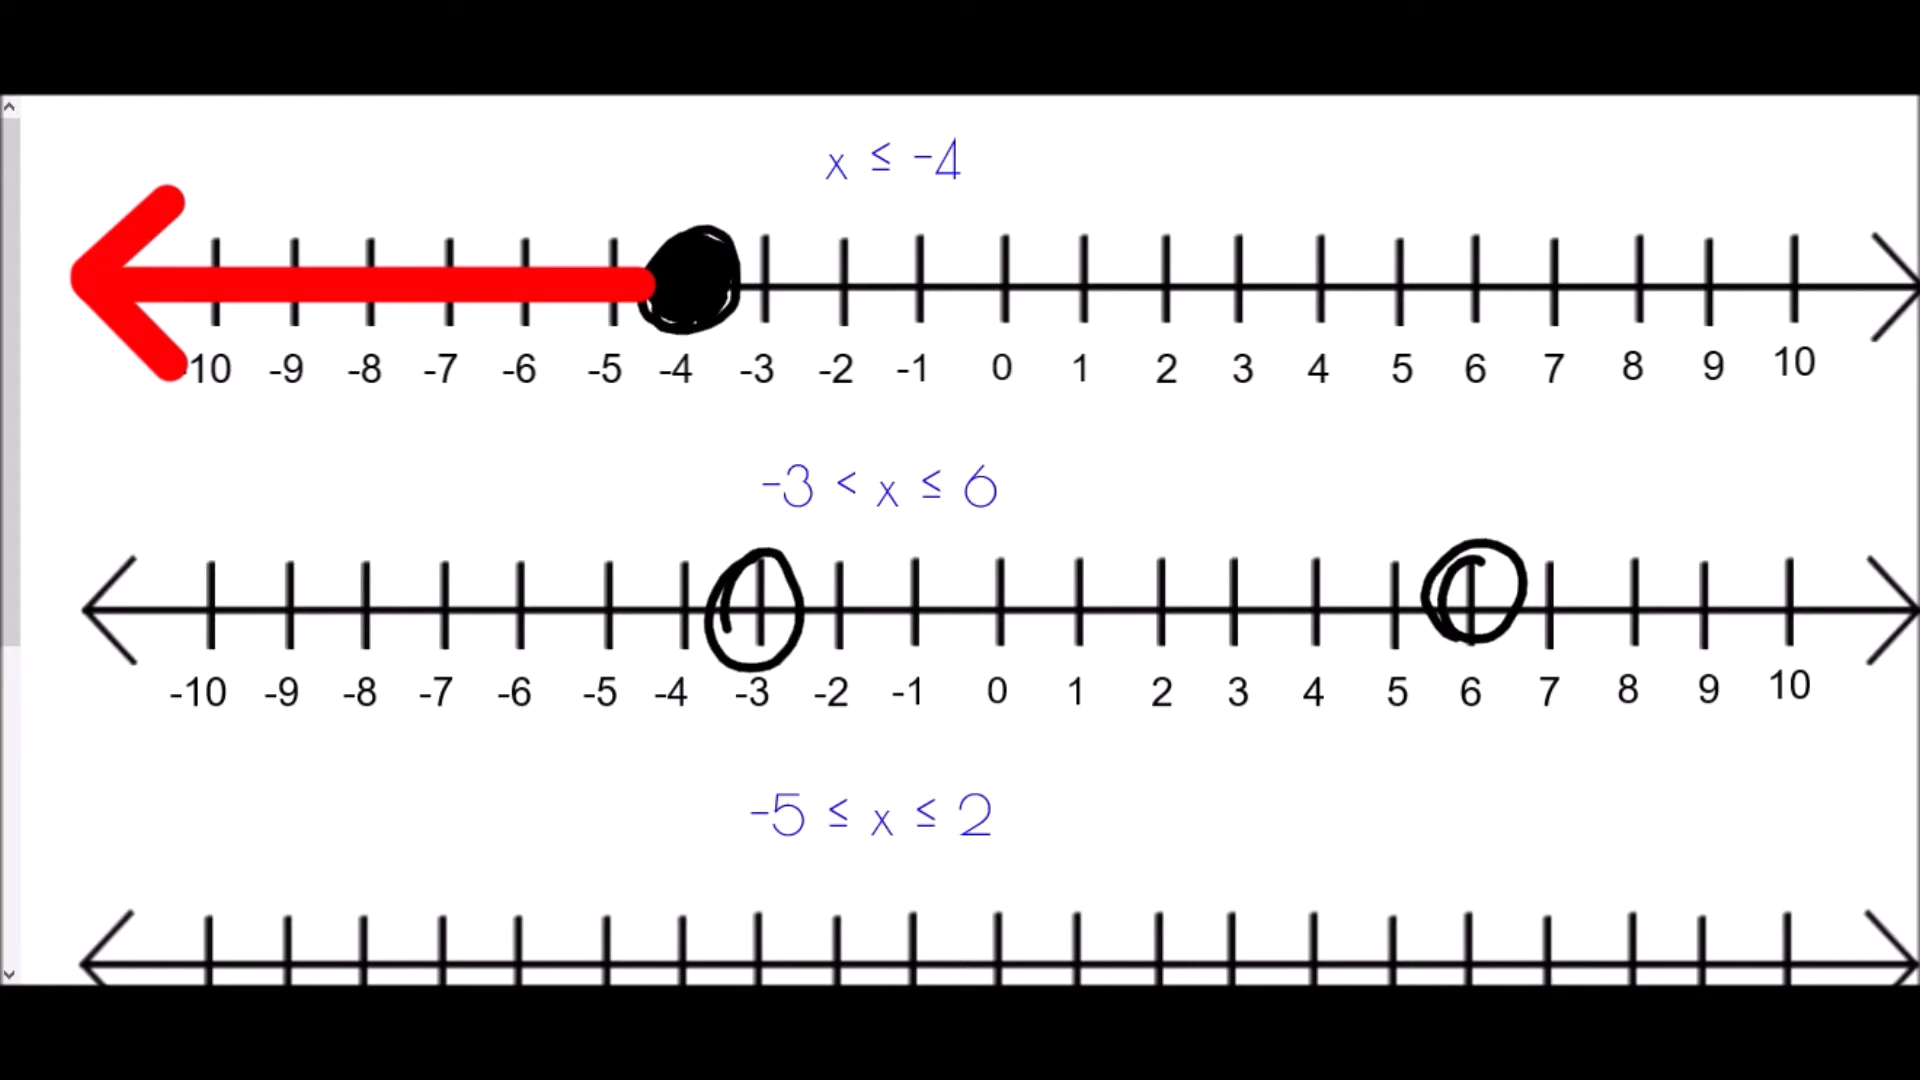 x ≤ -4
-10 -9 -8 -7 -6 -5 -4 -3 -2 -1 0 1 2 3 4 5 6 7 8 9 10
-3 < x ≤ 6
-10 -9 -8 -7 -6 -5 -4 -3 -2 -1 0 1 2 3 4 5 6 7 8 9 10
-5 ≤ x ≤ 2